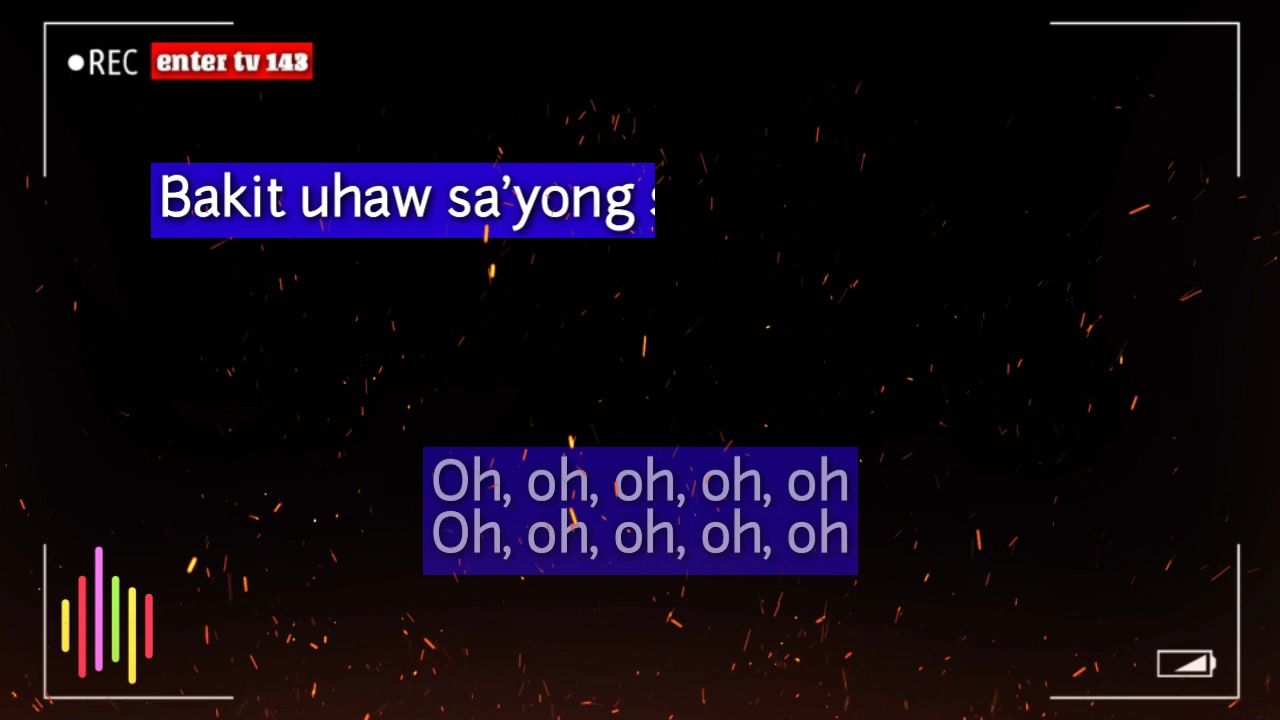 REC enter tv 143
Bakit uhaw sa’yong
Oh, oh, oh, oh, oh
Oh, oh, oh, oh, oh